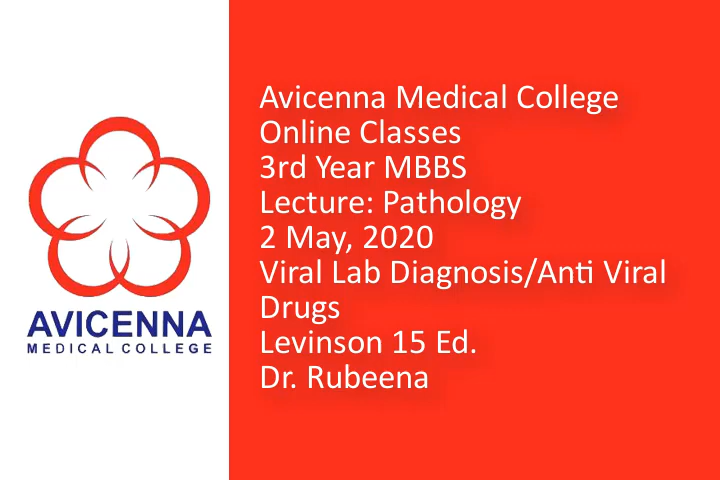 AVICENNA
MEDICAL COLLEGE
Avicenna Medical College
Online Classes
3rd Year MBBS
Lecture: Pathology
2 May, 2020
Viral Lab Diagnosis/Anti Viral
Drugs
Levinson 15 Ed.
Dr. Rubeena